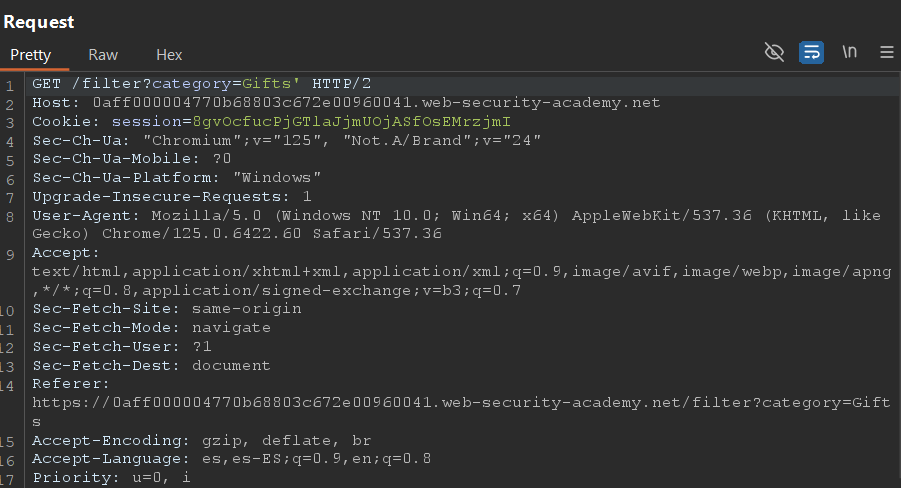 Request
Pretty Raw Hex
\n
1 GET /filter?category=Gifts' HTTP/2
2 Host: 0aff000004770b68803c672e00960041.web-security-academy.net
3 Cookie: session=8gvOcfucPjGTlaJjmUOjASfOsEMrzjmI
4 Sec-Ch-Ua: "Chromium";v="125", "Not.A/Brand";v="24"
5 Sec-Ch-Ua-Mobile: ?0
6 Sec-Ch-Ua-Platform: "Windows"
7 Upgrade-Insecure-Requests: 1
8 User-Agent: Mozilla/5.0 (Windows NT 10.0; Win64; x64) AppleWebKit/537.36 (KHTML, like
Gecko) Chrome/125.0.6422.60 Safari/537.36
9 Accept:
text/html,application/xhtml+xml,application/xml;q=0.9,image/avif,image/webp,image/apng
,*/*;q=0.8,application/signed-exchange;v=b3;q=0.7
10 Sec-Fetch-Site: same-origin
11 Sec-Fetch-Mode: navigate
12 Sec-Fetch-User: ?1
13 Sec-Fetch-Dest: document
14 Referer:
https://0aff000004770b68803c672e00960041.web-security-academy.net/filter?category=Gift
s
15 Accept-Encoding: gzip, deflate, br
16 Accept-Language: es,es-ES;q=0.9,en;q=0.8
17 Priority: u=0, i